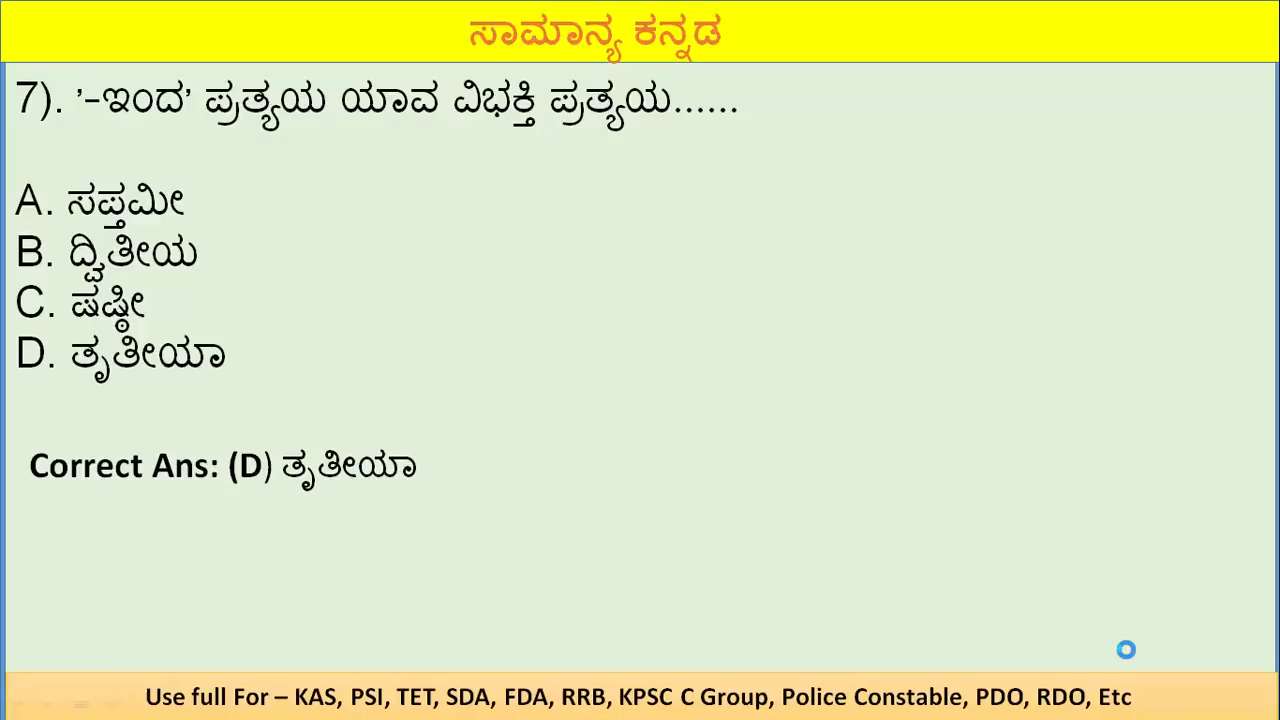 ಸಾಮಾನ್ಯ ಕನ್ನಡ
7). '-ಇಂದ' ಪ್ರತ್ಯಯ ಯಾವ ವಿಭಕ್ತಿ ಪ್ರತ್ಯಯ......
A. ಸಪ್ತಮೀ
B. ದ್ವಿತೀಯ
C. ಷಷ್ಠೀ
D. ತೃತೀಯಾ
Correct Ans: (D) ತೃತೀಯಾ
Use full For – KAS, PSI, TET, SDA, FDA, RRB, KPSC C Group, Police Constable, PDO, RDO, Etc